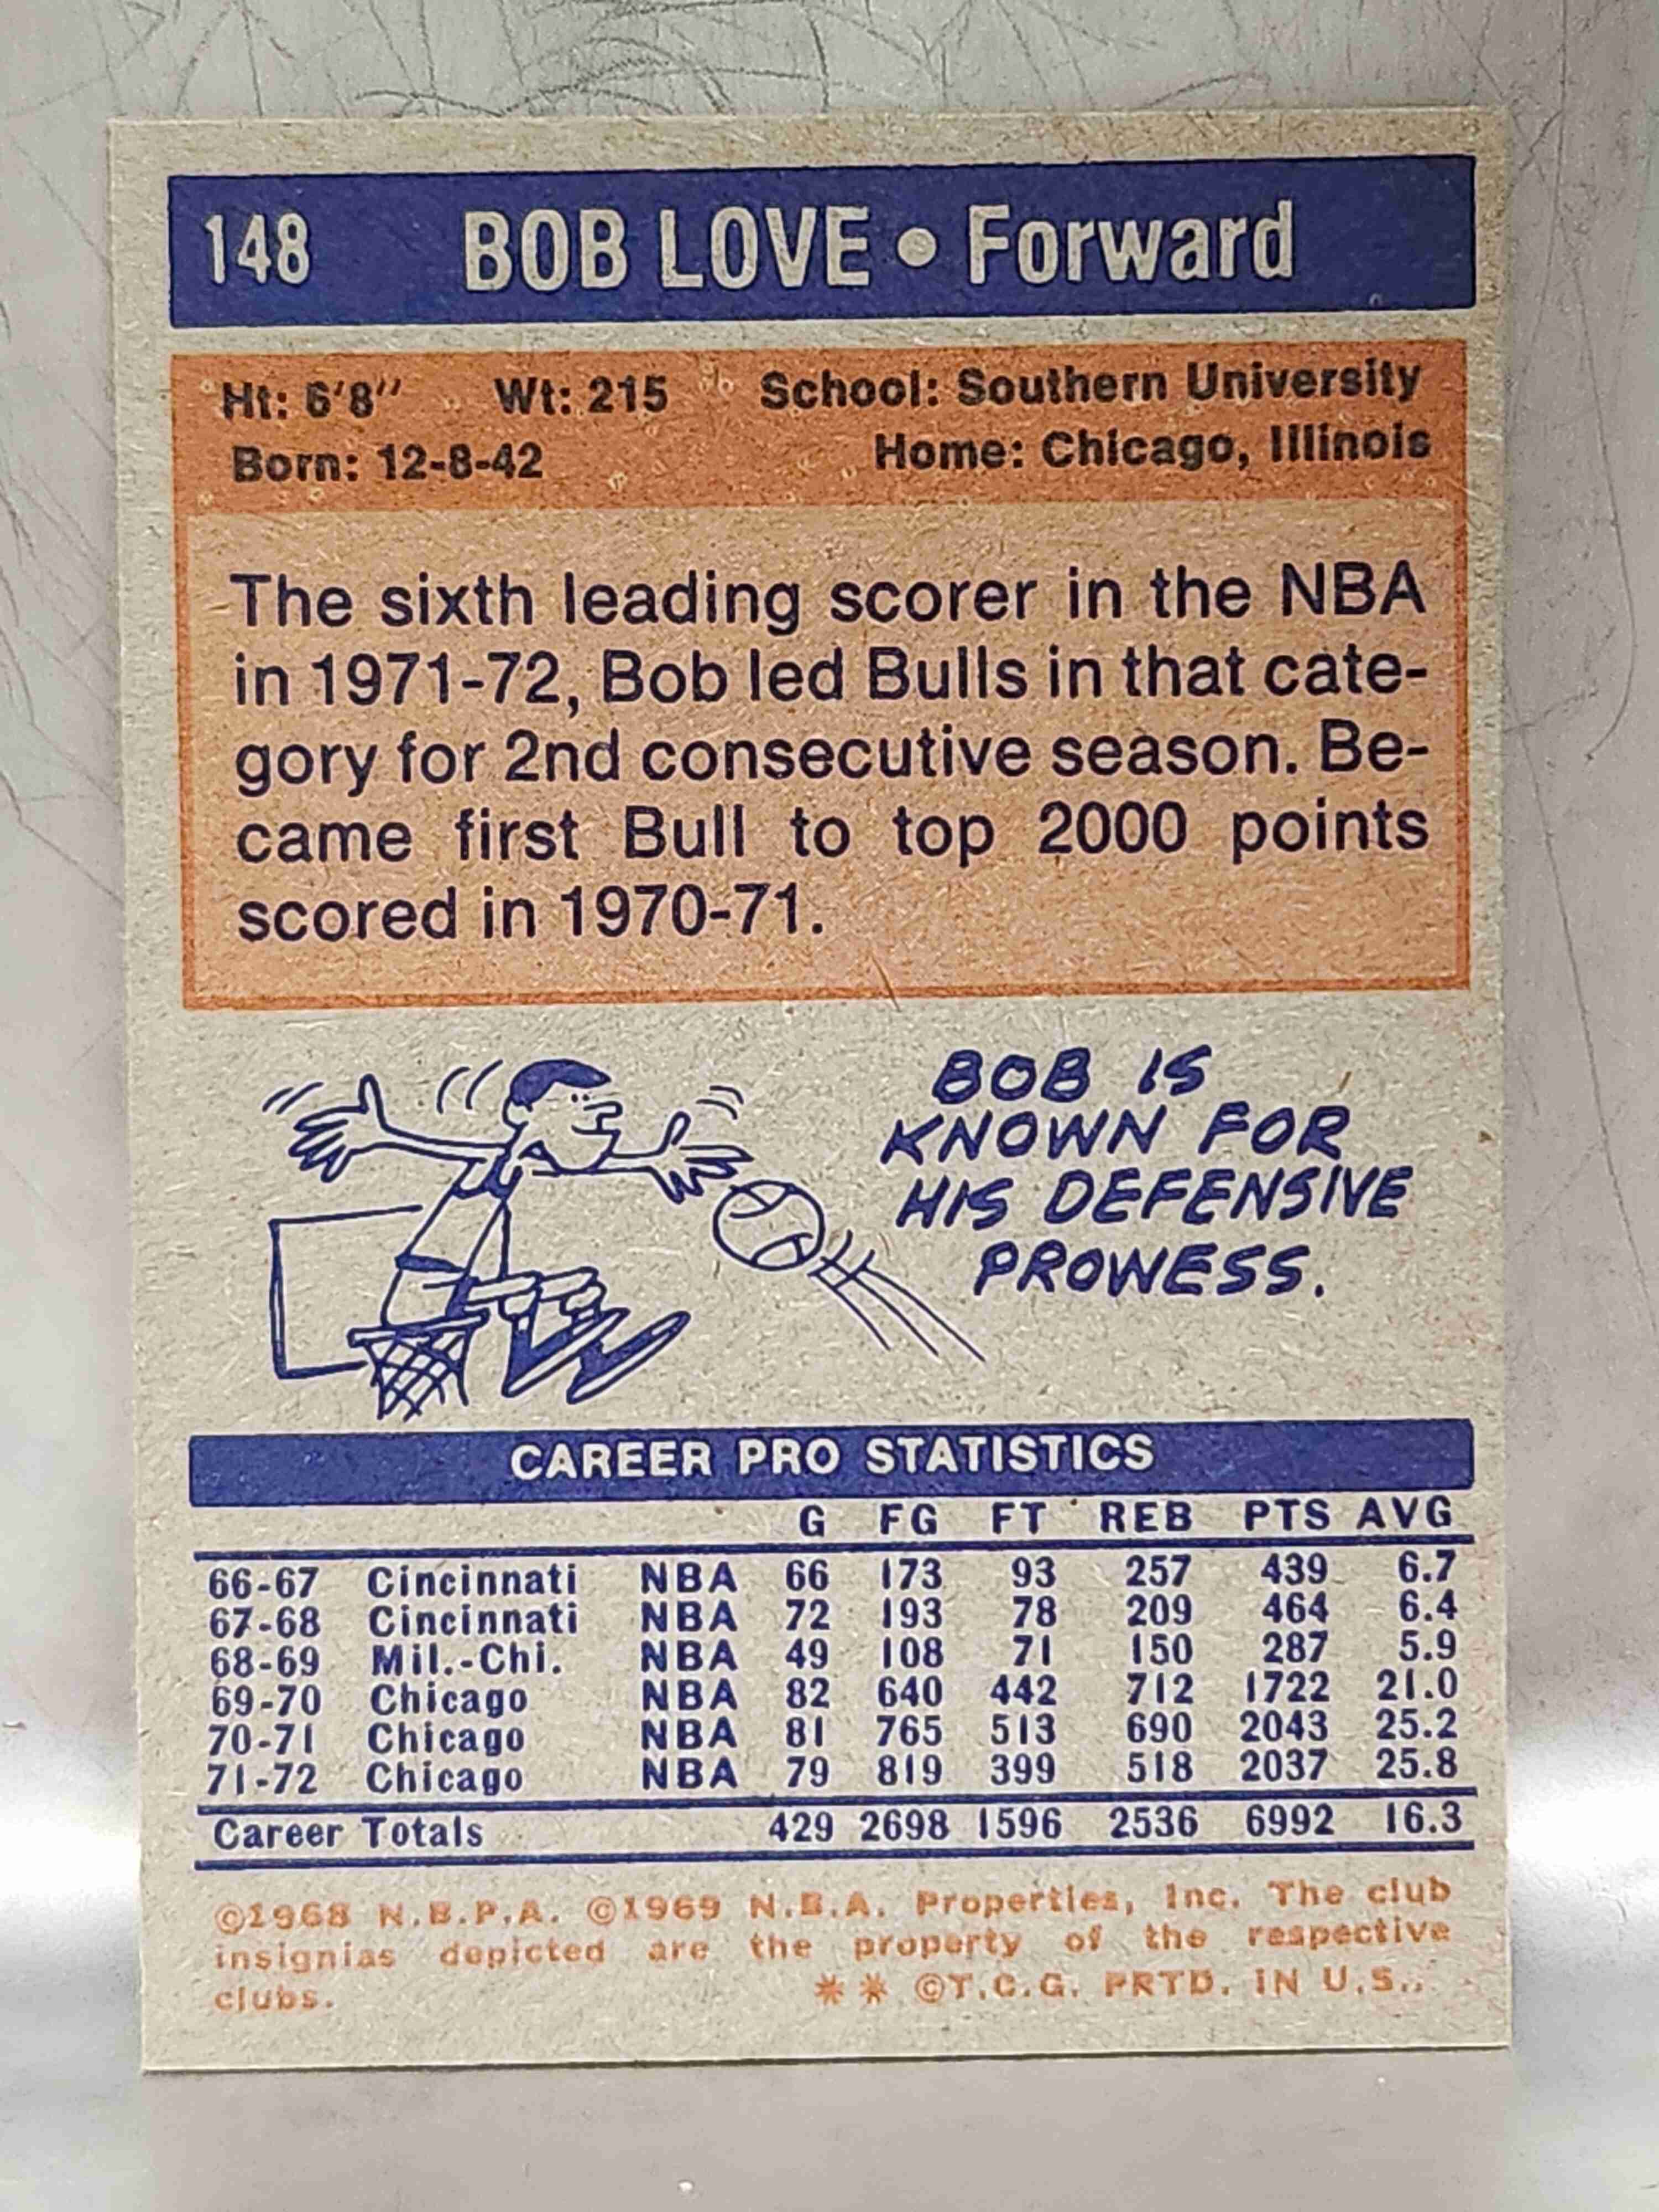 148 BOB LOVE • Forward
Ht: 6'8'' Wt: 215 School: Southern University
Born: 12-8-42 Home: Chicago, Illinois
The sixth leading scorer in the NBA
in 1971-72, Bob led Bulls in that cate-
gory for 2nd consecutive season. Be-
came first Bull to top 2000 points
scored in 1970-71.
BOB IS
KNOWN FOR
HIS DEFENSIVE
PROWESS.
CAREER PRO STATISTICS
G FG FT REB PTS AVG
66-67 Cincinnati NBA 66 173 93 257 439 6.7
67-68 Cincinnati NBA 72 193 78 209 464 6.4
68-69 Mil.-Chi. NBA 49 108 71 150 287 5.9
69-70 Chicago NBA 82 640 442 712 1722 21.0
70-71 Chicago NBA 81 765 513 690 2043 25.2
71-72 Chicago NBA 79 819 399 518 2037 25.8
Career Totals 429 2698 1596 2536 6992 16.3
©1968 N.B.P.A. ©1969 N.B.A. Properties, Inc. The club
insignias depicted are the property of the respective
clubs. ** ©T.C.G. PRTD. IN U.S.